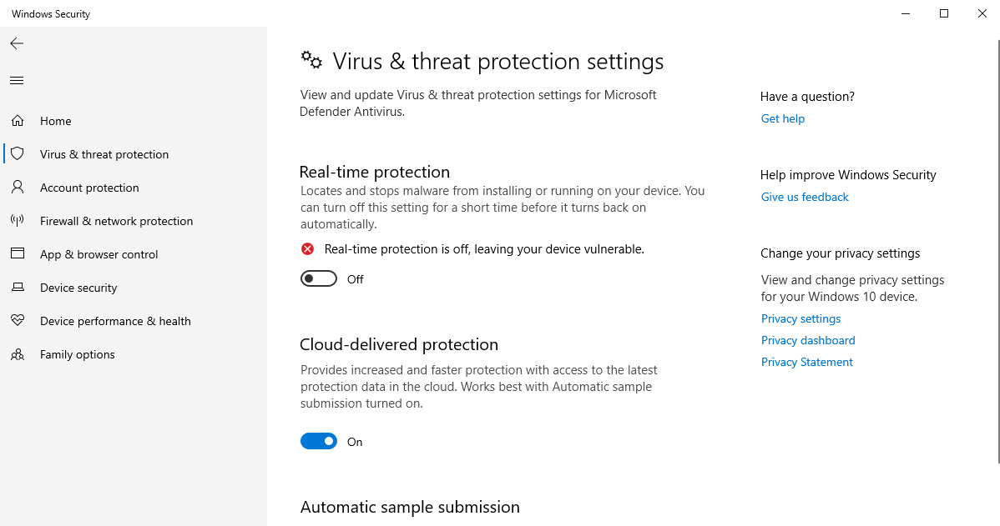 Windows Security
Home
Virus & threat protection
Account protection
Firewall & network protection
App & browser control
Device security
Device performance & health
Family options
Virus & threat protection settings
View and update Virus & threat protection settings for Microsoft
Defender Antivirus.
Real-time protection
Locates and stops malware from installing or running on your device. You
can turn off this setting for a short time before it turns back on
automatically.
Real-time protection is off, leaving your device vulnerable.
Off
Cloud-delivered protection
Provides increased and faster protection with access to the latest
protection data in the cloud. Works best with Automatic sample
submission turned on.
On
Automatic sample submission
Have a question?
Get help
Help improve Windows Security
Give us feedback
Change your privacy settings
View and change privacy settings
for your Windows 10 device.
Privacy settings
Privacy dashboard
Privacy Statement